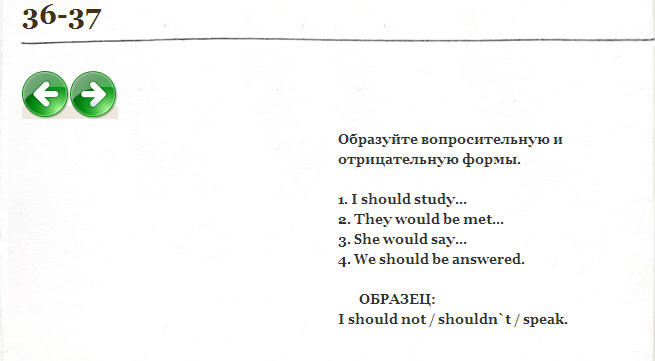 36-37
Образуйте вопросительную и
отрицательную формы.
1. I should study...
2. They would be met...
3. She would say...
4. We should be answered.
ОБРАЗЕЦ:
I should not / shouldn`t / speak.